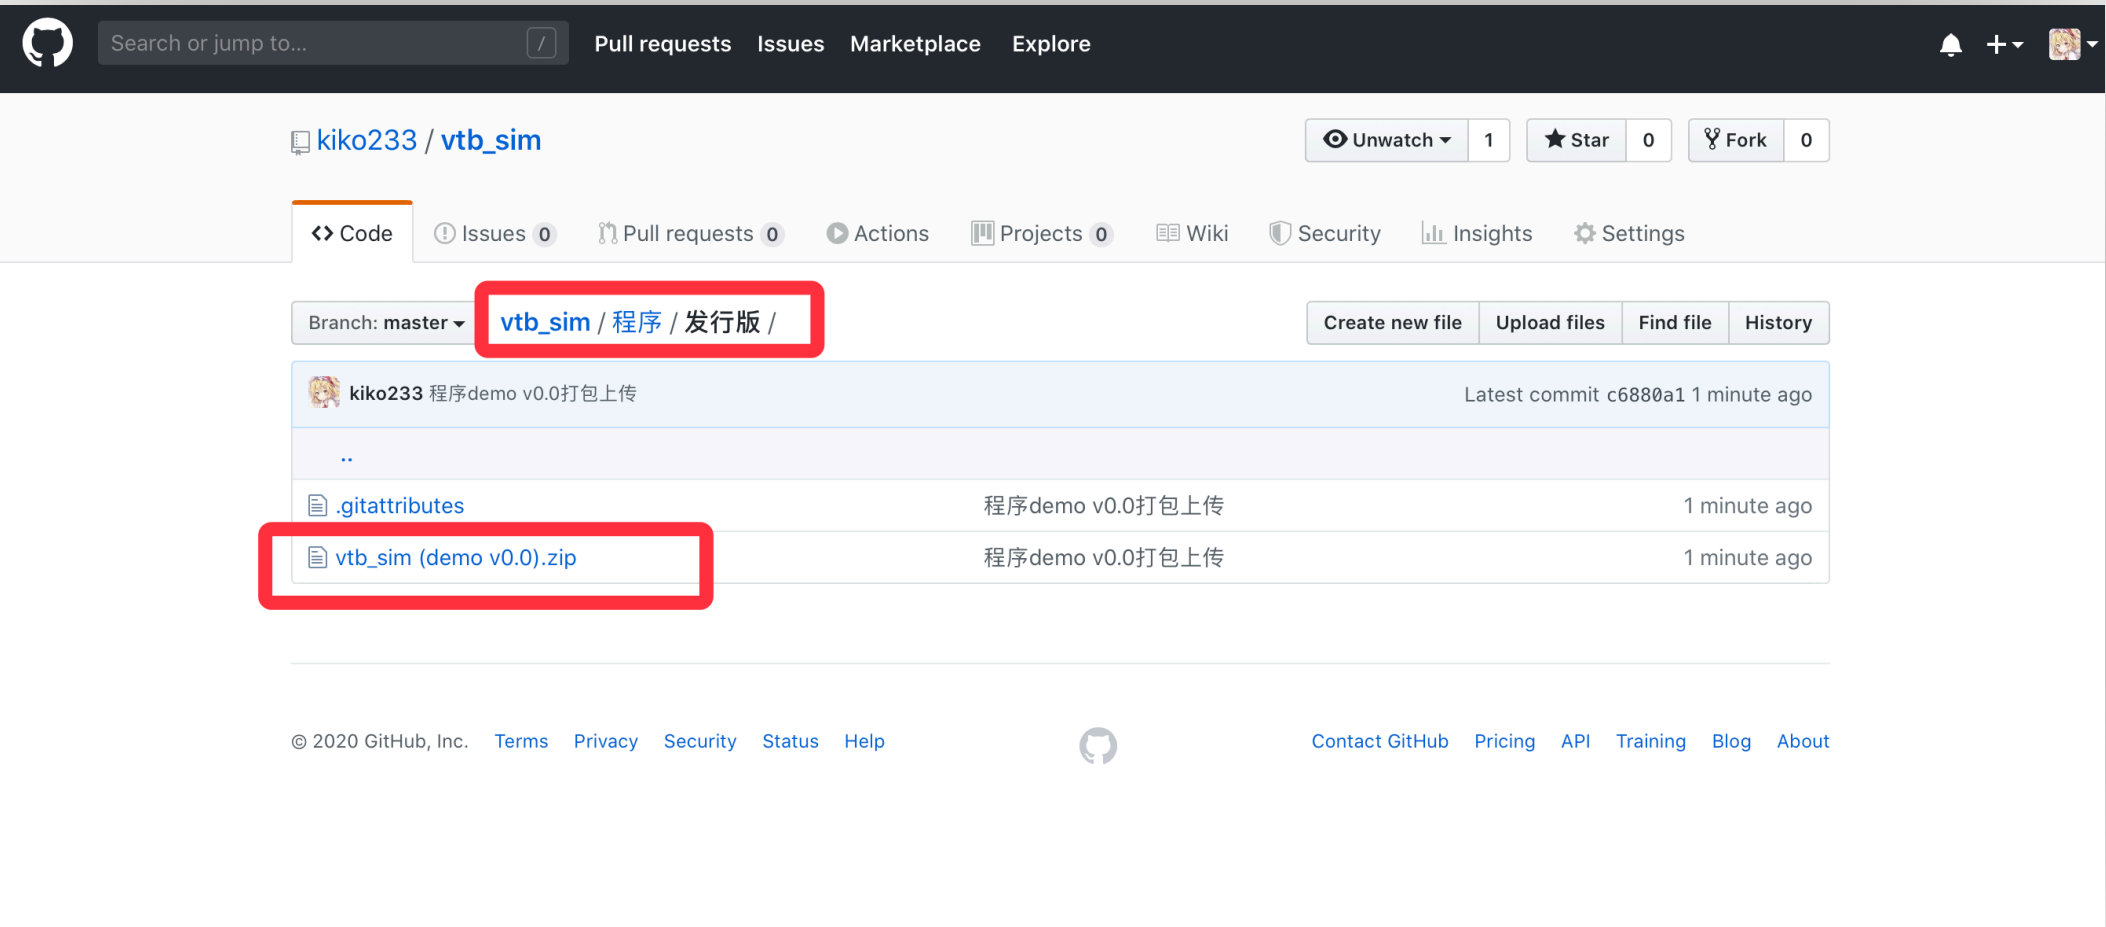 Search or jump to... / Pull requests Issues Marketplace Explore
kiko233 / vtb_sim Unwatch 1 Star 0 Fork 0
Code Issues 0 Pull requests 0 Actions Projects 0 Wiki Security Insights Settings
Branch: master vtb_sim / 程序 / 发行版 / Create new file Upload files Find file History
kiko233 程序demo v0.0打包上传 Latest commit c6880a1 1 minute ago
..
.gitattributes 程序demo v0.0打包上传 1 minute ago
vtb_sim (demo v0.0).zip 程序demo v0.0打包上传 1 minute ago
© 2020 GitHub, Inc. Terms Privacy Security Status Help Contact GitHub Pricing API Training Blog About